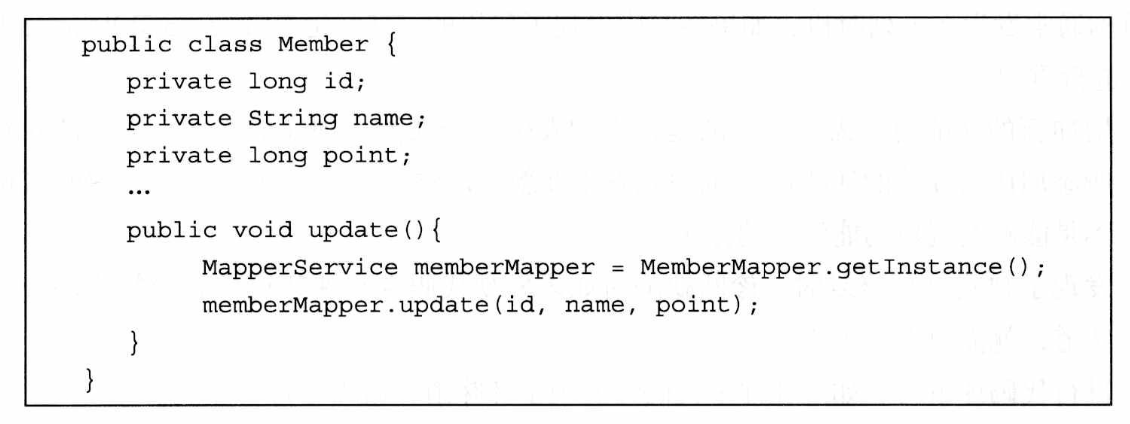 public class Member {
private long id;
private String name;
private long point;
…
public void update(){
MapperService memberMapper = MemberMapper.getInstance();
memberMapper.update(id, name, point);
}
}